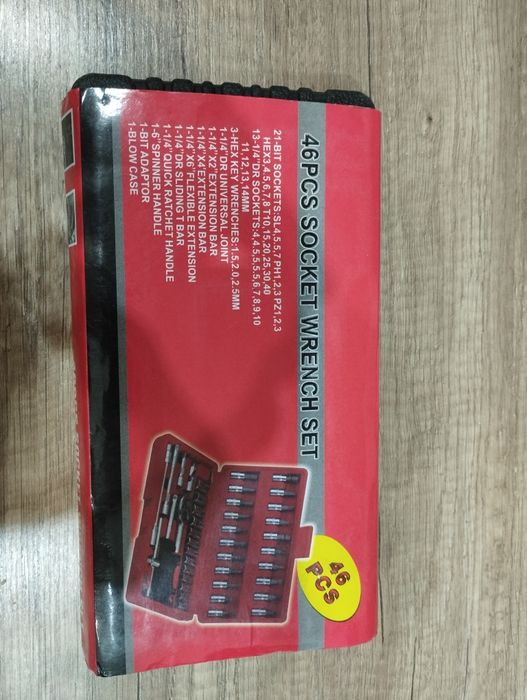 46PCS SOCKET WRENCH SET
21-BIT SOCKETS:SL4,5.5,7 PH1,2,3 PZ1,2,3
HEX3,4,5,6,7,8 T10,15,20,25,30,40
13-1/4"DR SOCKETS:4,4.5,5,5.5,6,7,8,9,10
11,12,13,14MM
3-HEX KEY WRENCHES:1.5,2.0,2.5MM
1-1/4"DR UNIVERSAL JOINT
1-1/4"X2"EXTENSION BAR
1-1/4"X4"EXTENSION BAR
1-1/4"X6"FLEXIBLE EXTENSION
1-1/4"DR SLIDING T BAR
1-1/4"QUIC RATCHET HANDLE
1-6"SPINNER HANDLE
1-BIT ADAPTOR
1-BLOW CASE
46
PCS